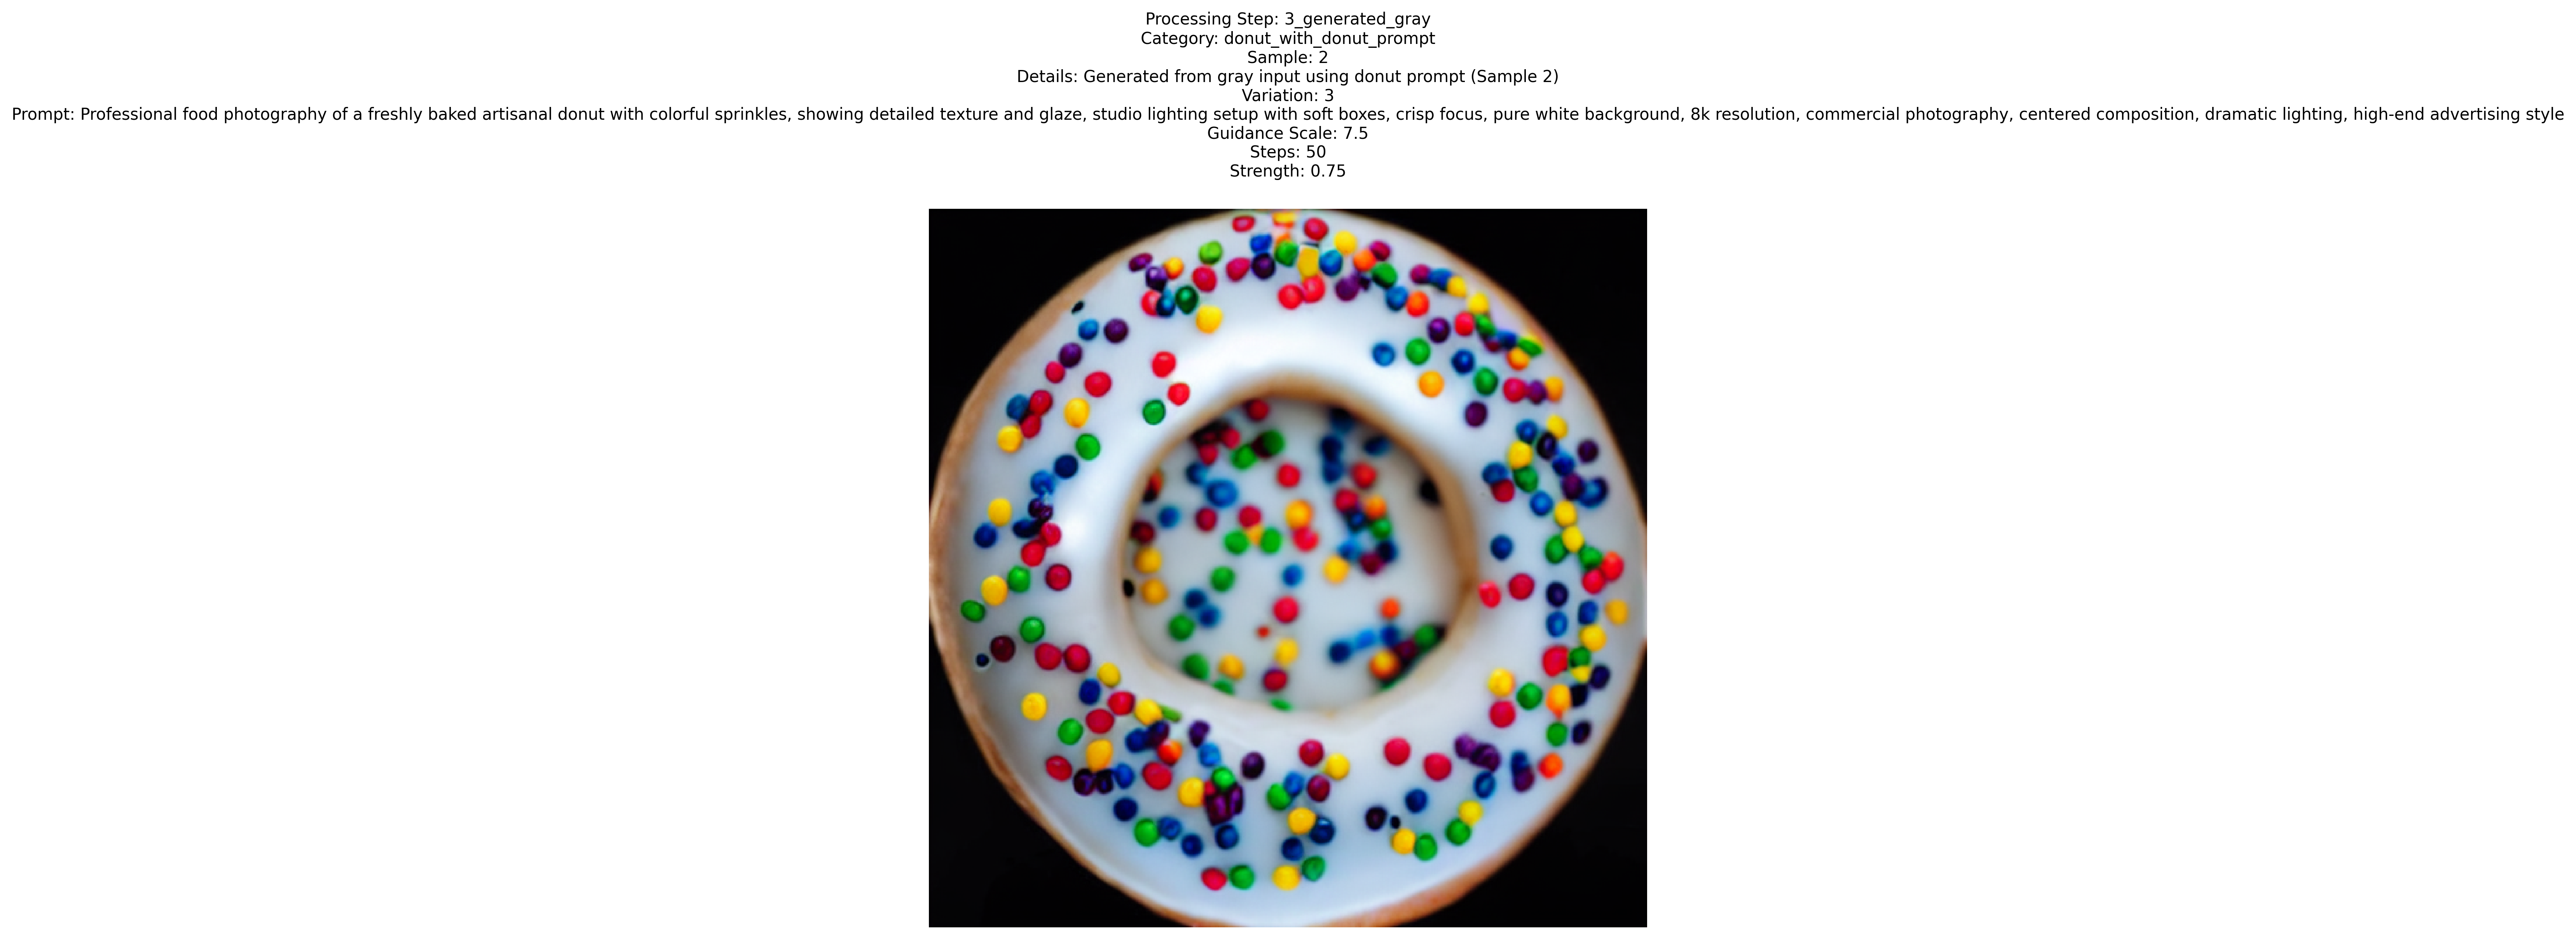 Processing Step: 3_generated_gray
Category: donut_with_donut_prompt
Sample: 2
Details: Generated from gray input using donut prompt (Sample 2)
Variation: 3
Prompt: Professional food photography of a freshly baked artisanal donut with colorful sprinkles, showing detailed texture and glaze, studio lighting setup with soft boxes, crisp focus, pure white background, 8k resolution, commercial photography, centered composition, dramatic lighting, high-end advertising style
Guidance Scale: 7.5
Steps: 50
Strength: 0.75